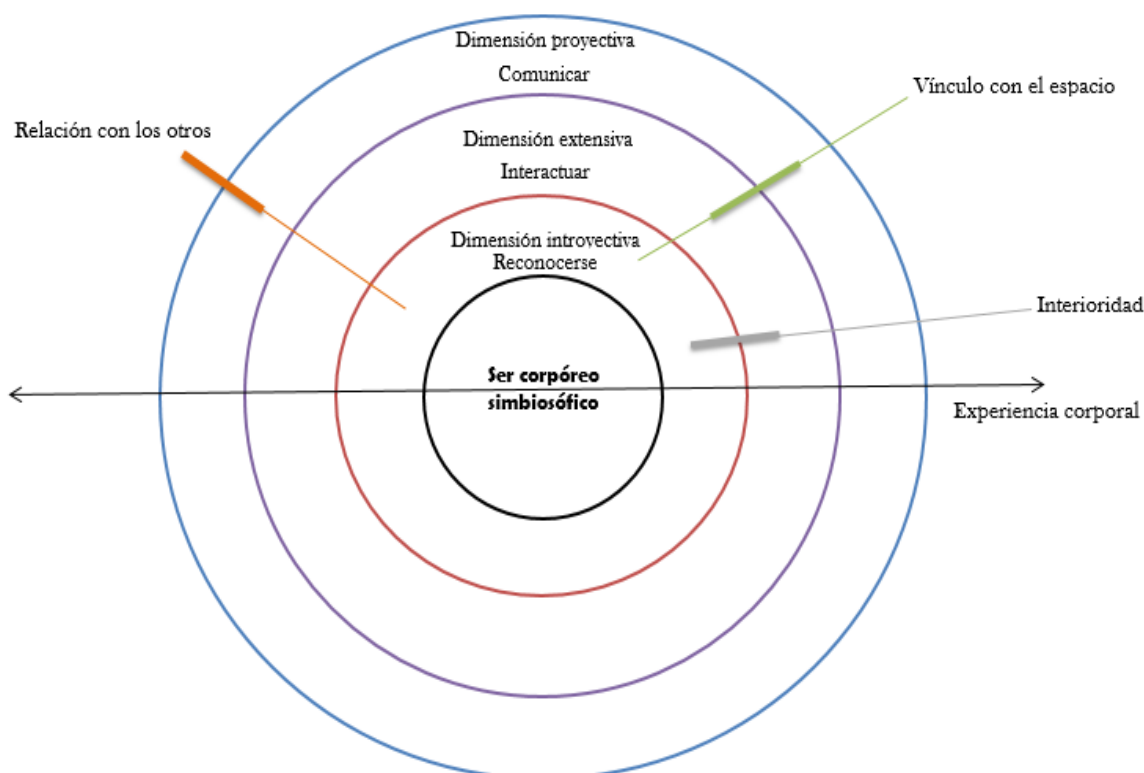 Dimensión proyectiva
Comunicar
Vínculo con el espacio
Relación con los otros
Dimensión extensiva
Interactuar
Dimensión introyectiva
Reconocerse
Interioridad
Ser corpóreo
simbiosófico
Experiencia corporal